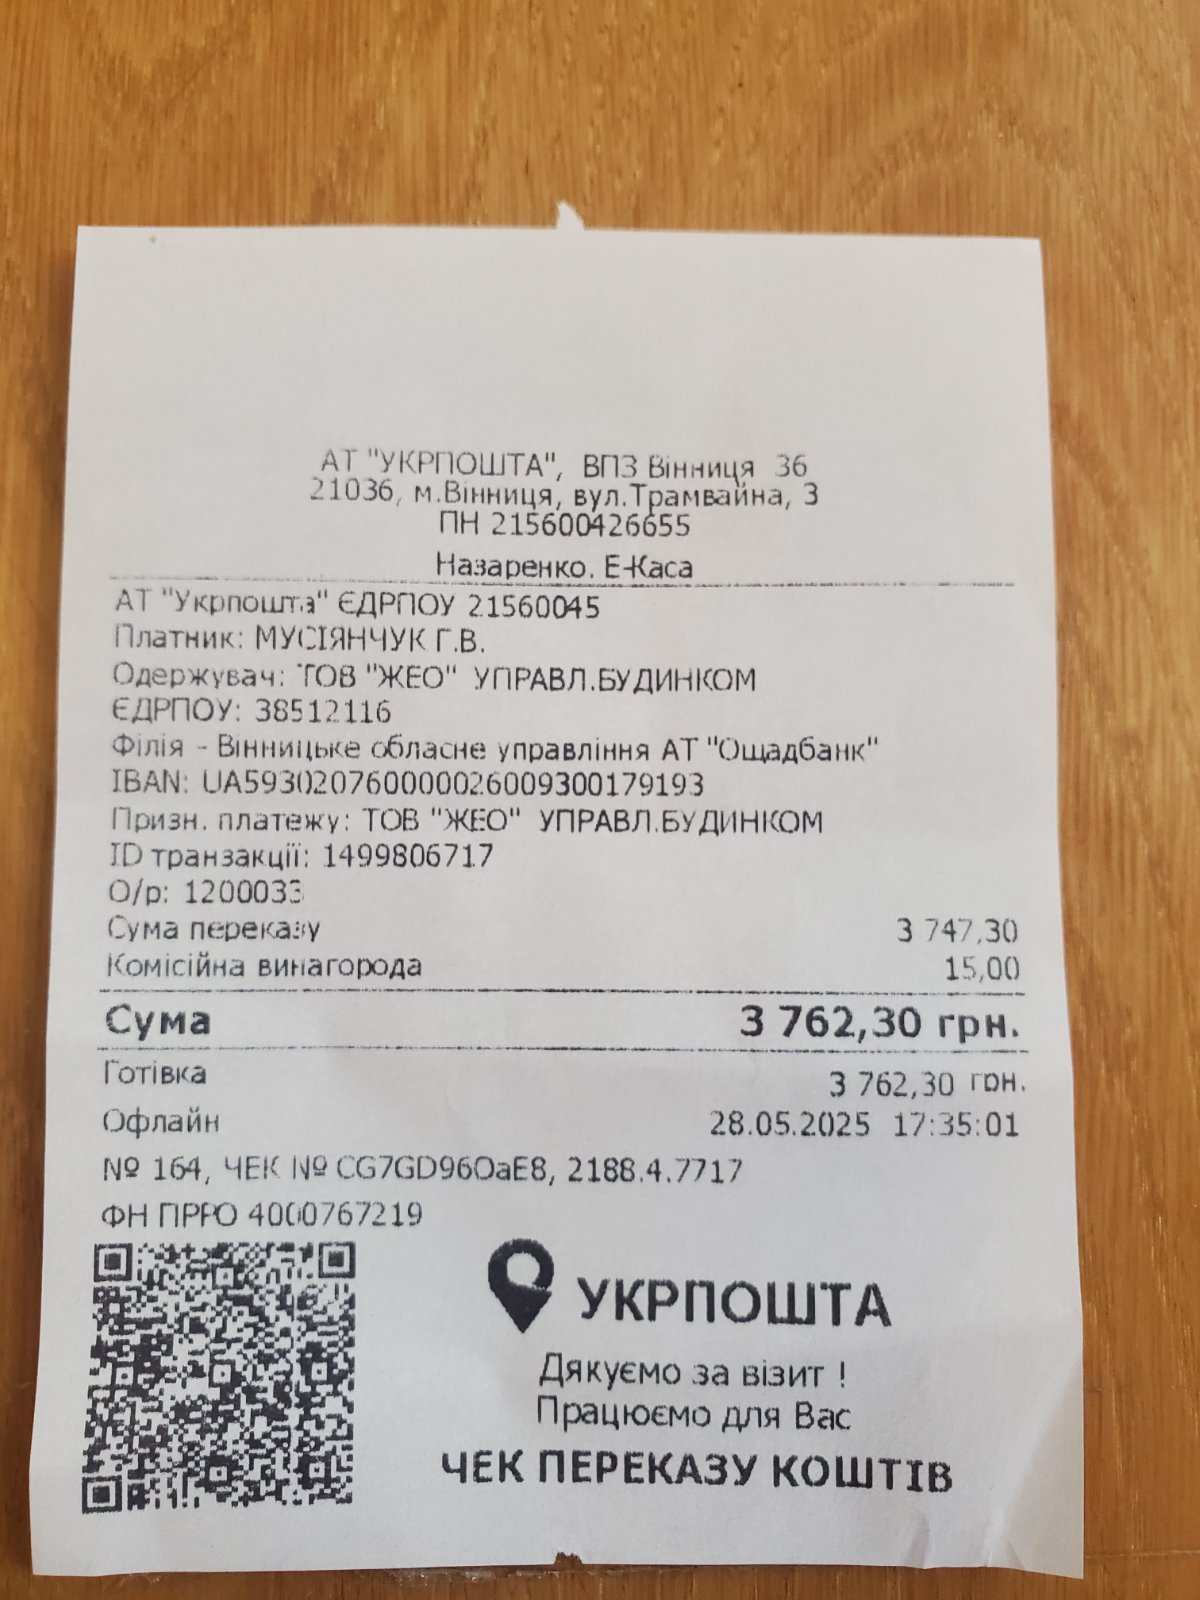 АТ "УКРПОШТА", ВПЗ Вінниця 36
21036, м.Вінниця, вул.Трамвайна, 3
ПН 215600426655
Назаренко. Е-Каса
АТ "Укрпошта" ЄДРПОУ 21560045
Платник: МУСІЯНЧУК Г.В.
Одержувач: ТОВ "ЖЕО" УПРАВЛ.БУДИНКОМ
ЄДРПОУ: 38512116
Філія - Вінницьке обласне управління АТ "Ощадбанк"
IBAN: UA593020760000026009300179193
Призн. платежу: ТОВ "ЖЕО" УПРАВЛ.БУДИНКОМ
ID транзакції: 1499806717
О/р: 1200033
Сума переказу 3 747,30
Комісійна винагорода 15,00
Сума 3 762,30 грн.
Готівка 3 762,30 грн.
Офлайн 28.05.2025 17:35:01
№ 164, ЧЕК № CG7GD96OaE8, 2188.4.7717
ФН ПРРО 4000767219
УКРПОШТА
Дякуємо за візит !
Працюємо для Вас
ЧЕК ПЕРЕКАЗУ КОШТІВ